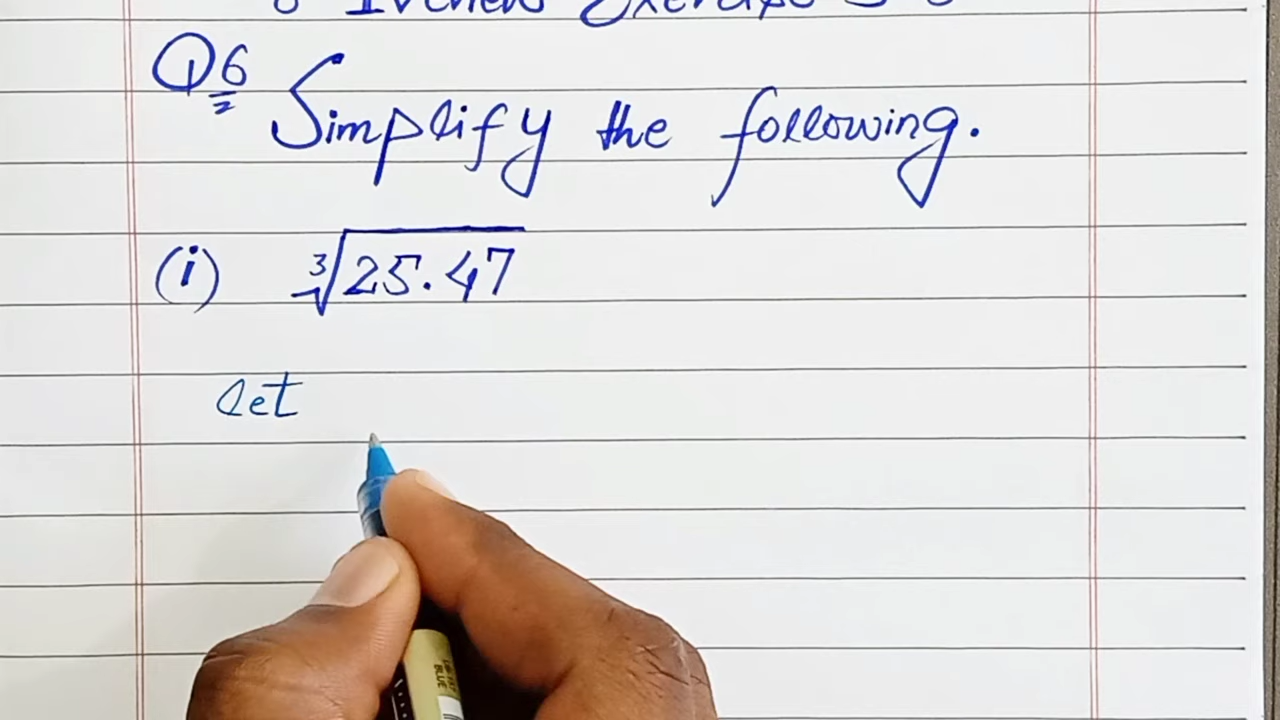 Q6 Simplify the following.
(i) ∛25.47
let